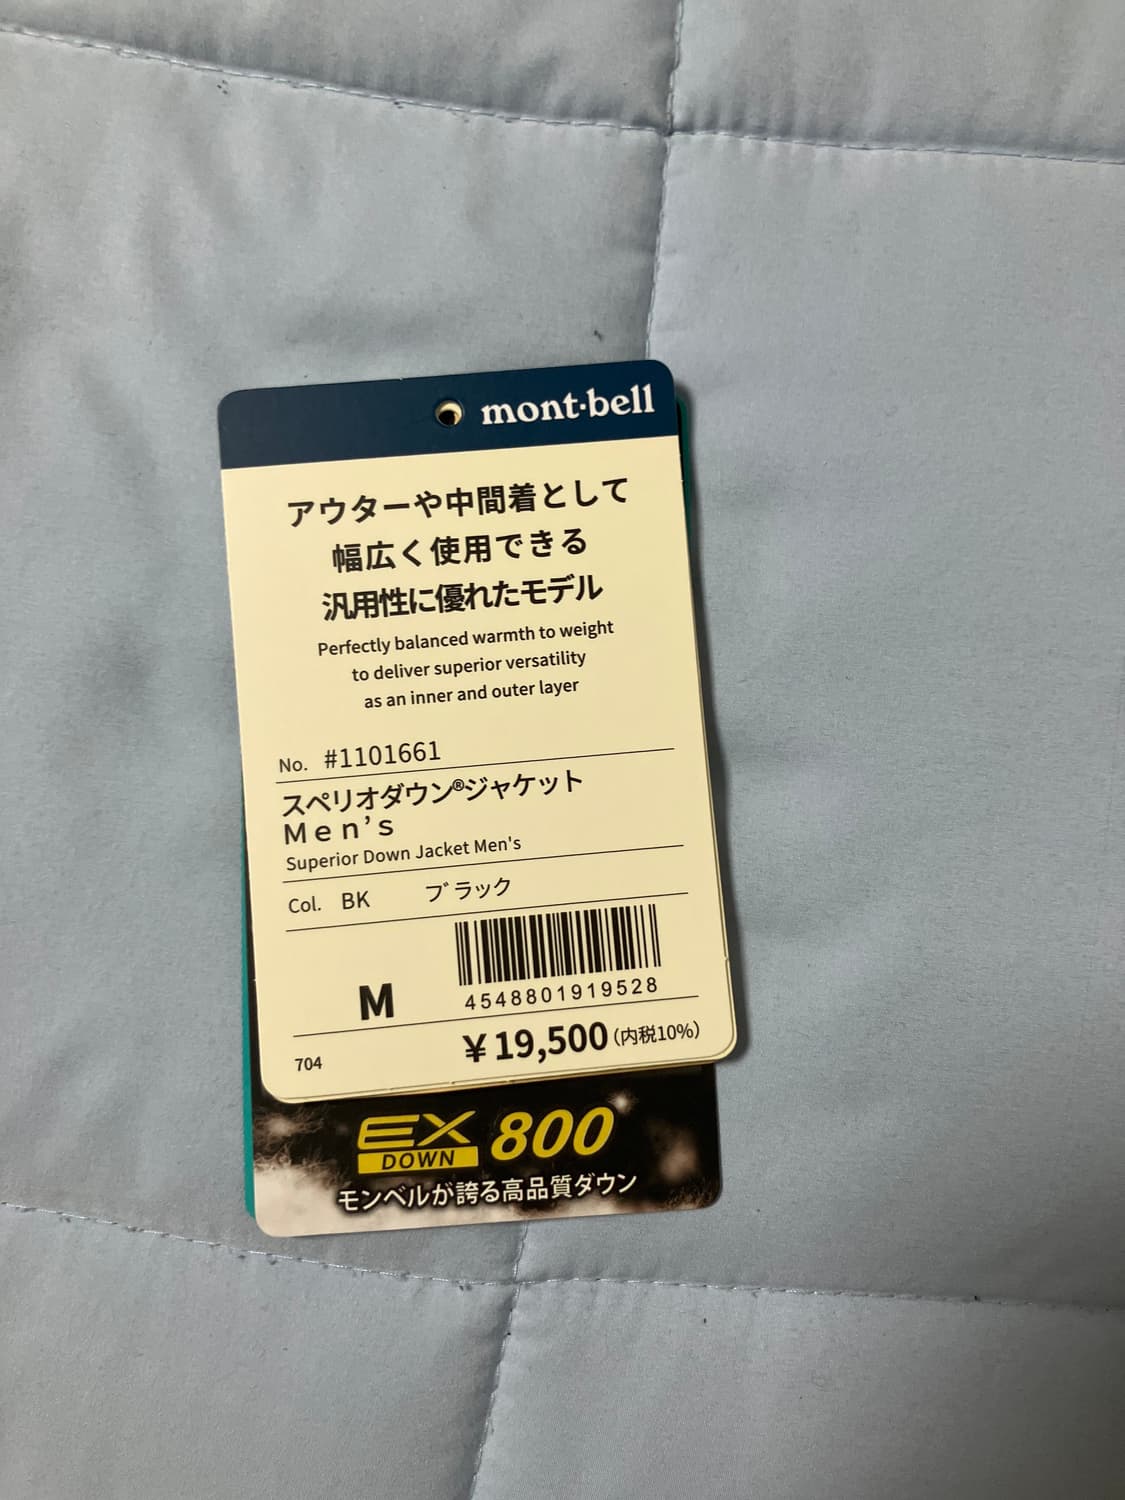 mont-bell
アウターや中間着として
幅広く使用できる
汎用性に優れたモデル
Perfectly balanced warmth to weight
to deliver superior versatility
as an inner and outer layer
No. #1101661
スペリオダウン®ジャケット
Men's
Superior Down Jacket Men's
Col. BK ブラック
M
4548801919528
704 ¥19,500(内税10%)
EX DOWN 800
モンベルが誇る高品質ダウン